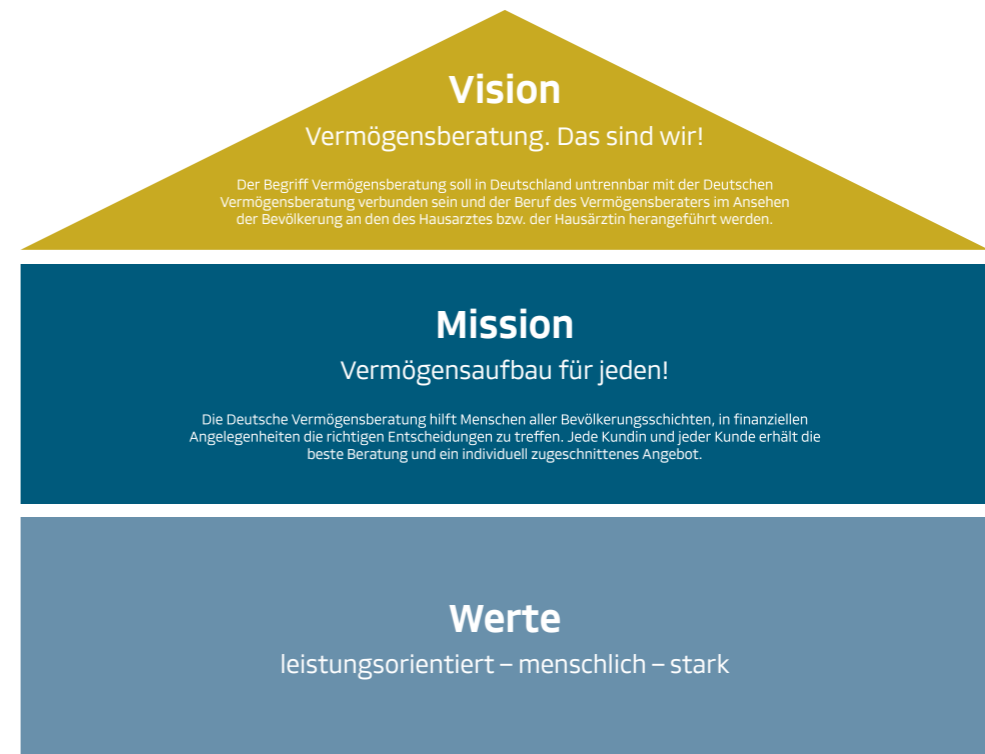 Vision
Vermögensberatung. Das sind wir!
Der Begriff Vermögensberatung soll in Deutschland untrennbar mit der Deutschen
Vermögensberatung verbunden sein und der Beruf des Vermögensberaters im Ansehen
der Bevölkerung an den des Hausarztes bzw. der Hausärztin herangeführt werden.
Mission
Vermögensaufbau für jeden!
Die Deutsche Vermögensberatung hilft Menschen aller Bevölkerungsschichten, in finanziellen
Angelegenheiten die richtigen Entscheidungen zu treffen. Jede Kundin und jeder Kunde erhält die
beste Beratung und ein individuell zugeschnittenes Angebot.
Werte
leistungsorientiert – menschlich – stark